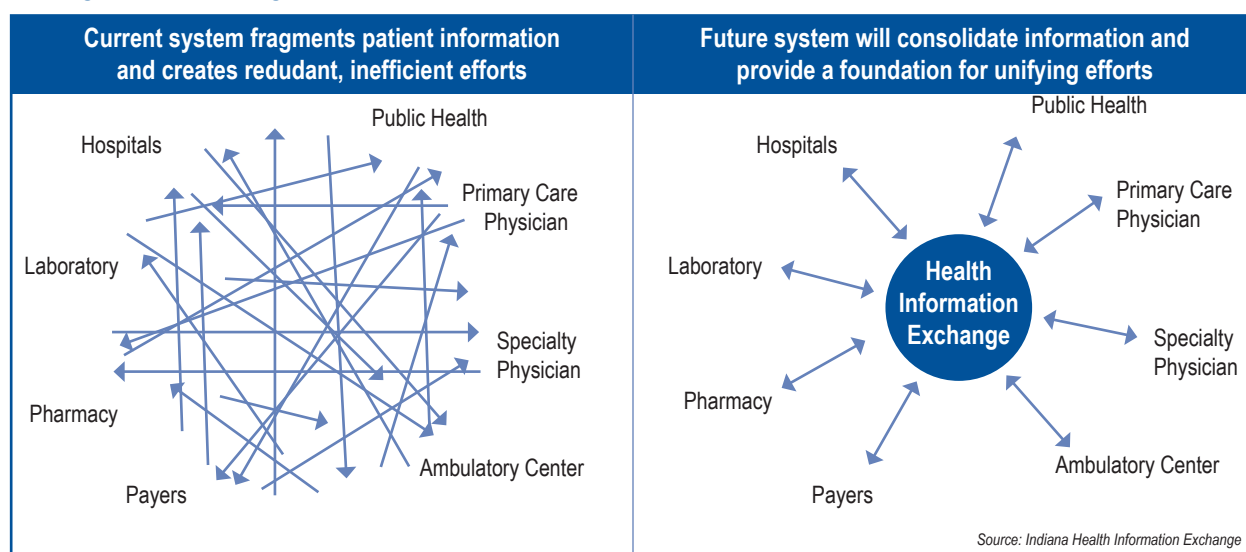 Current system fragments patient information
and creates redudant, inefficient efforts
Future system will consolidate information and
provide a foundation for unifying efforts
Public Health
Hospitals
Primary Care
Physician
Laboratory
Specialty
Physician
Pharmacy
Ambulatory Center
Payers
Public Health
Hospitals
Primary Care
Physician
Laboratory
Health
Information
Exchange
Specialty
Physician
Pharmacy
Ambulatory Center
Payers
Source: Indiana Health Information Exchange